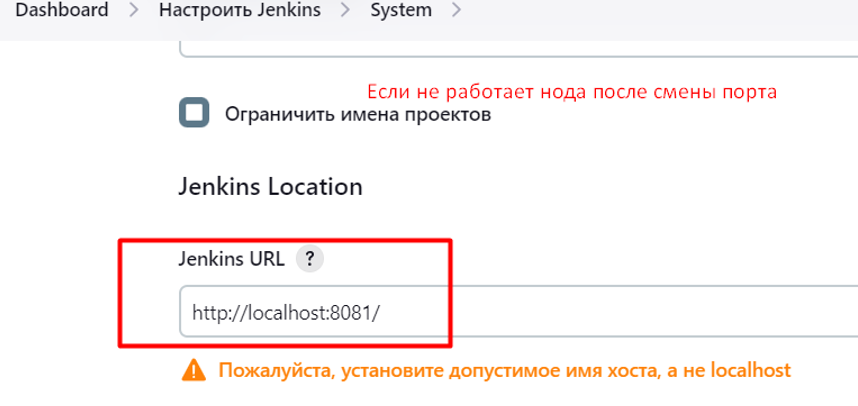 Dashboard > Настроить Jenkins > System >
Если не работает нода после смены порта
Ограничить имена проектов
Jenkins Location
Jenkins URL ?
http://localhost:8081/
Пожалуйста, установите допустимое имя хоста, а не localhost